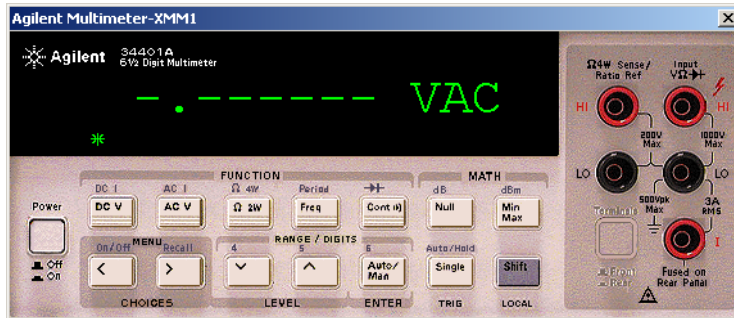 Agilent Multimeter-XMM1
Agilent 34401A
6½ Digit Multimeter
-.------ VAC
*
Ω4W Sense/
Ratio Ref
Input
VΩ
HI
HI
200V
Max
1000V
Max
LO
LO
500Vpk
Max
3A
RMS
Terminals
I
Front
Rear
Fused on
Rear Panal
FUNCTION
MATH
DC I
AC I
Ω 4W
Period
dB
dBm
Power
DC V
AC V
Ω 2W
Freq
Cont
Null
Min
Max
Off
On
On/Off
MENU
Recall
RANGE / DIGITS
4
5
6
Auto/Hold
<
>
Auto/
Man
Single
Shift
CHOICES
LEVEL
ENTER
TRIG
LOCAL